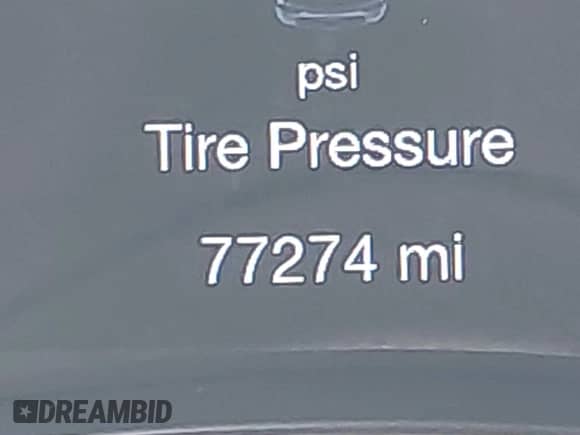 psi
Tire Pressure
77274 mi
DREAMBID